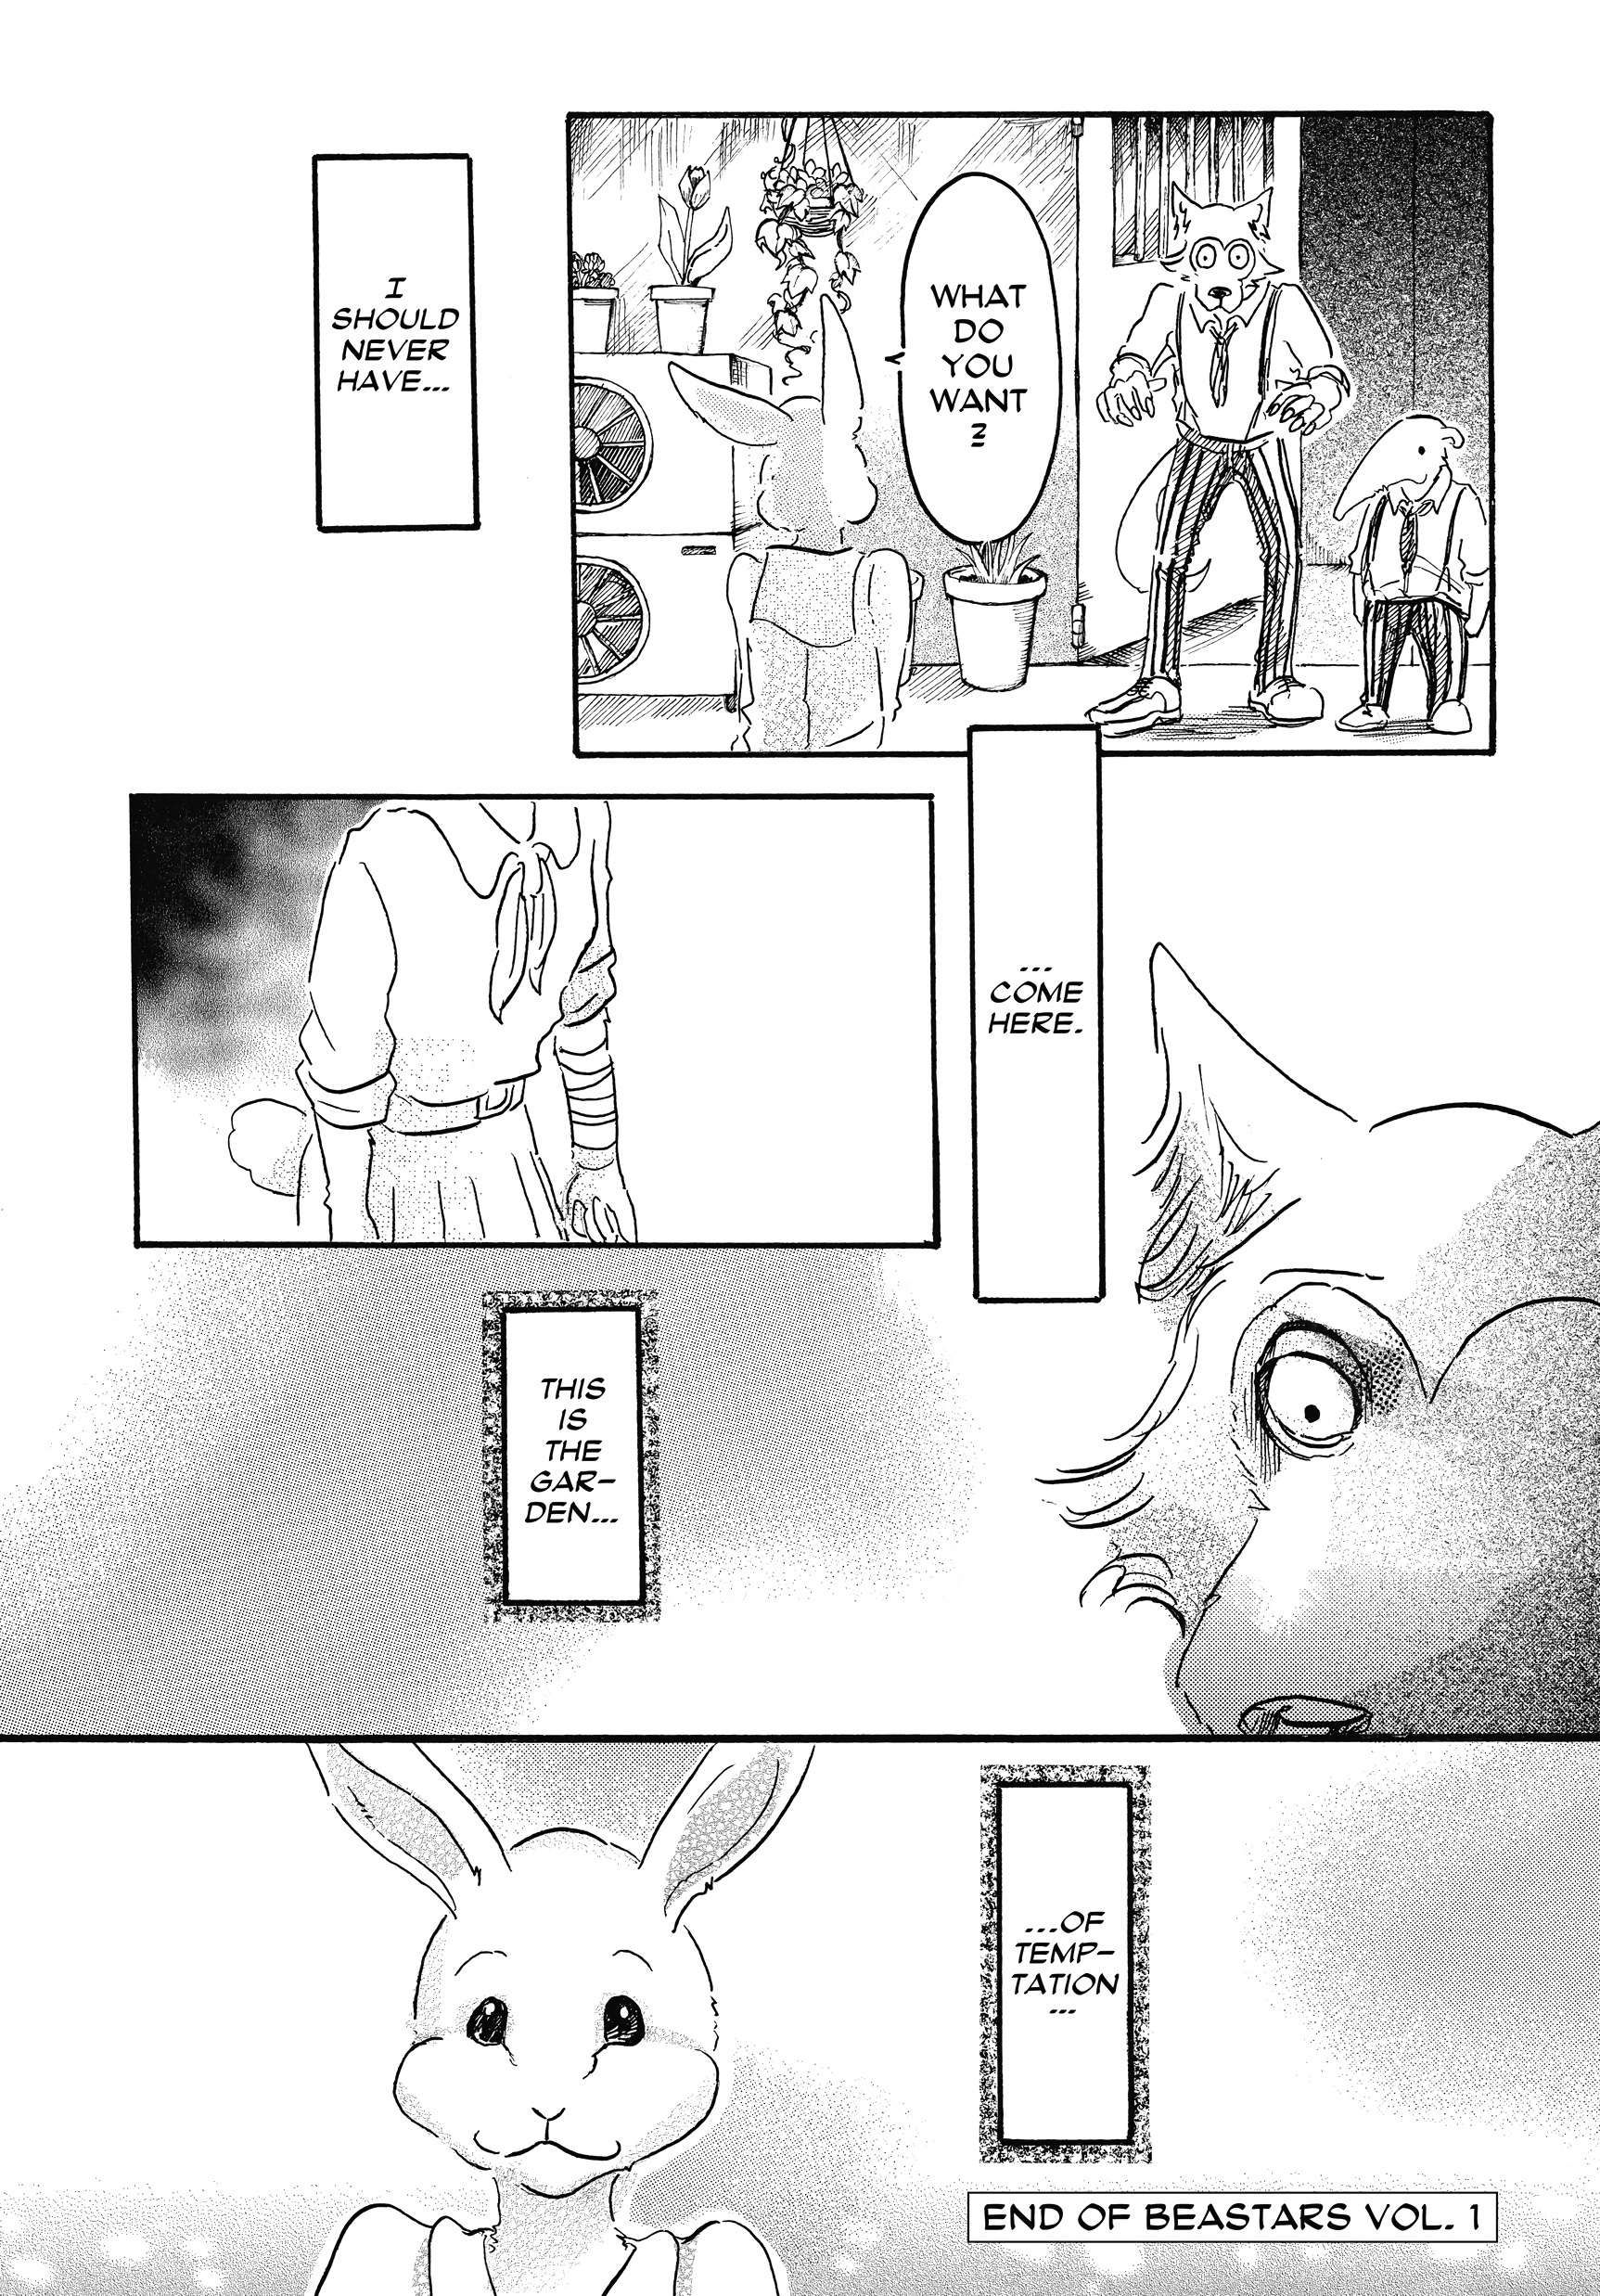 WHAT
DO
YOU
WANT
?
I
SHOULD
NEVER
HAVE...
...
COME
HERE.
THIS
IS
THE
GAR-
DEN...
...OF
TEMP-
TATION
...
END OF BEASTARS VOL. 1